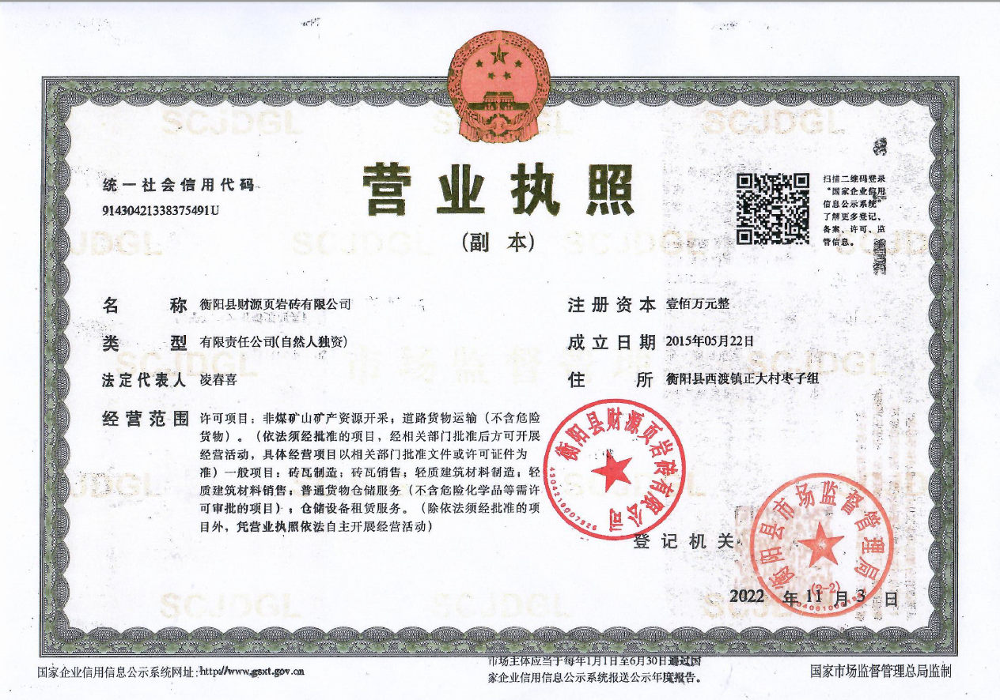 统一社会信用代码
91430421338375491U
营业执照
(副 本)
扫描二维码登录
“国家企业信用
信息公示系统”
了解更多登记、
备案、许可、监
管信息。
名 称 衡阳县财源页岩砖有限公司
类 型 有限责任公司(自然人独资)
法定代表人 凌春喜
经营范围 许可项目：非煤矿山矿产资源开采；道路货物运输（不含危险
货物）。（依法须经批准的项目，经相关部门批准后方可开展
经营活动，具体经营项目以相关部门批准文件或许可证件为
准）一般项目：砖瓦制造；砖瓦销售；轻质建筑材料制造；轻
质建筑材料销售；普通货物仓储服务（不含危险化学品等需许
可审批的项目）；仓储设备租赁服务。（除依法须经批准的项
目外，凭营业执照依法自主开展经营活动）
注册资本 壹佰万元整
成立日期 2015年05月22日
住 所 衡阳县西渡镇正大村枣子组
衡阳县财源页岩砖有限公司
4304210007926
登记机关
衡阳县市场监督管理局
(2-2)
2022 年 11 月 3 日
国家企业信用信息公示系统网址:http://www.gsxt.gov.cn
市场主体应当于每年1月1日至6月30日通过国
家企业信用信息公示系统报送公示年度报告。
国家市场监督管理总局监制
SCJDGL
市场监督管理